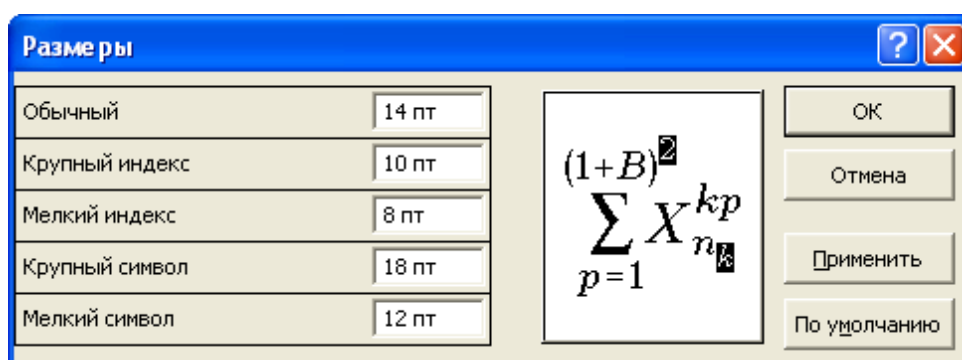 Размеры
Обычный 14 пт
Крупный индекс 10 пт
Мелкий индекс 8 пт
Крупный символ 18 пт
Мелкий символ 12 пт
(1+B)2
∑ X kp n k
p=1
OK
Отмена
Применить
По умолчанию